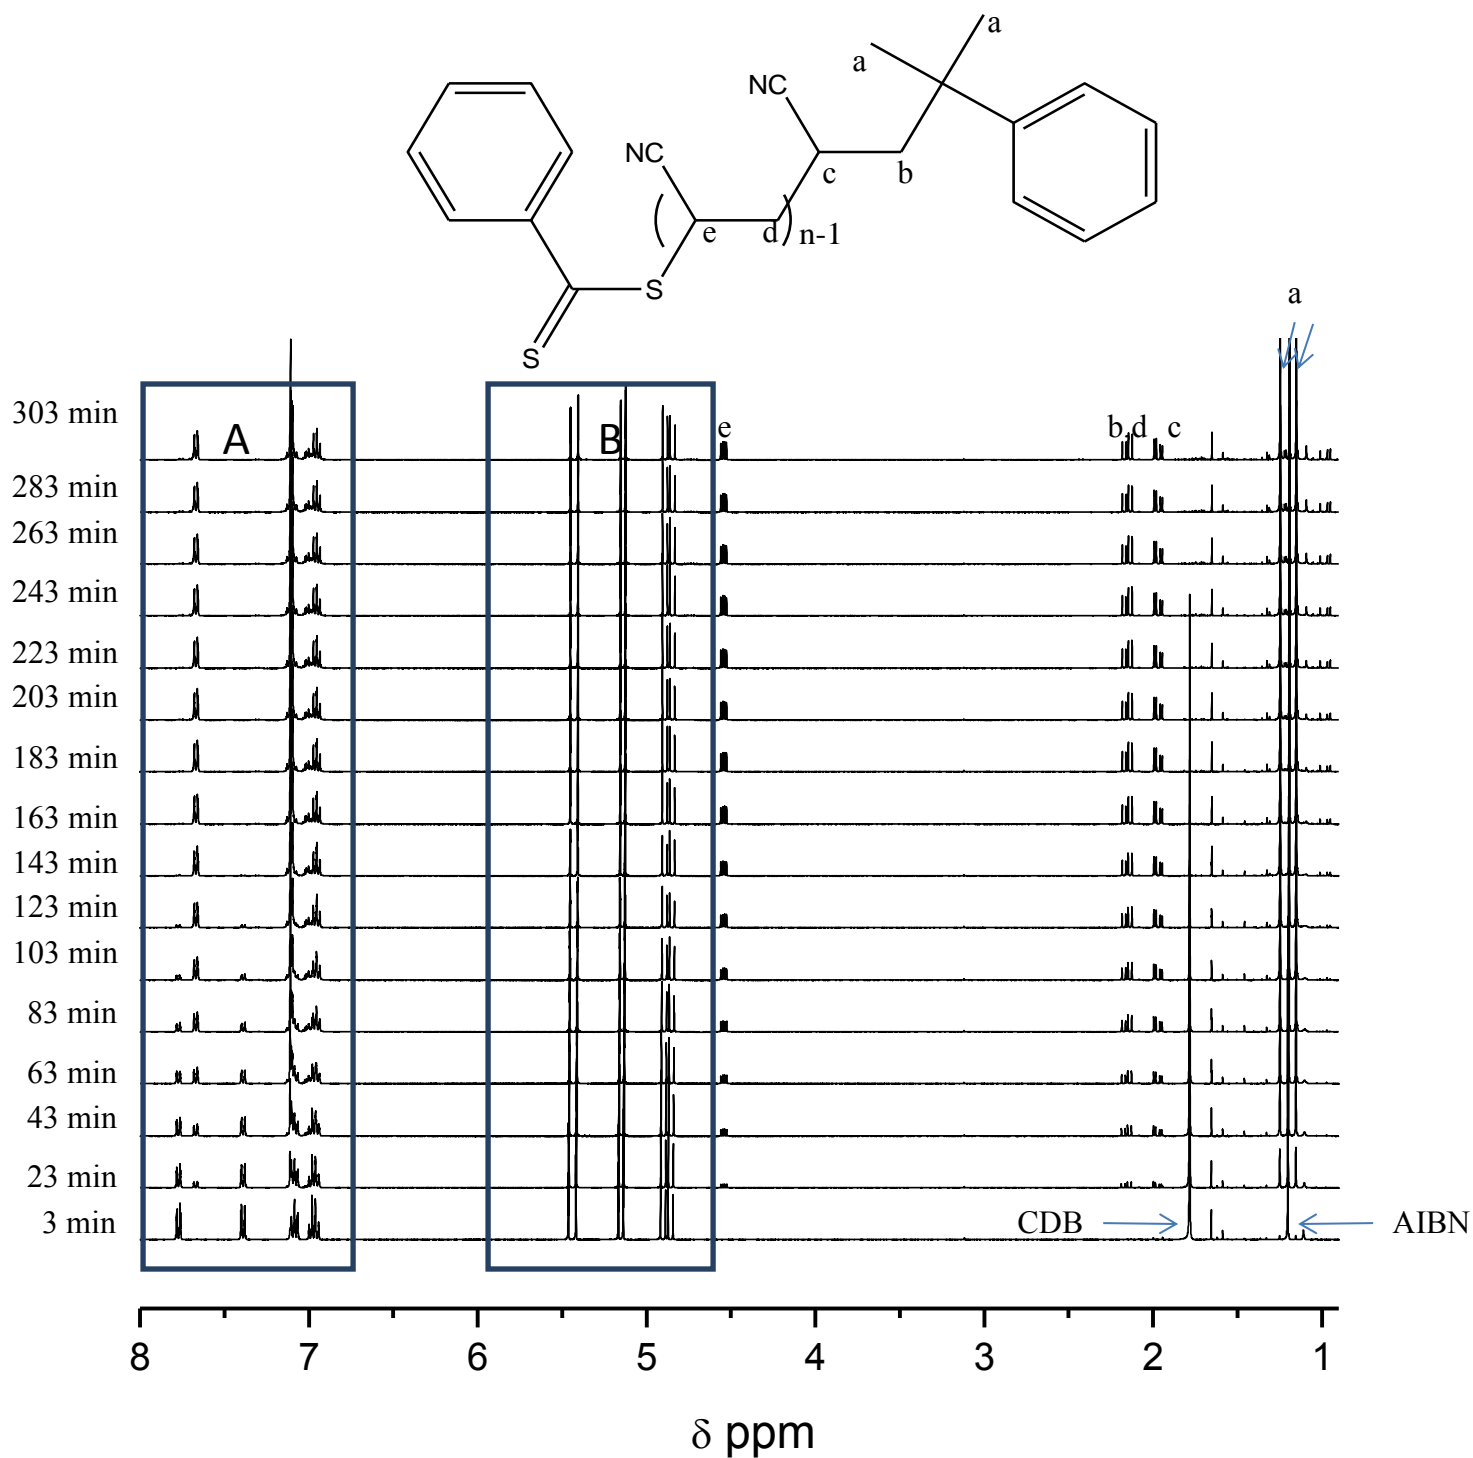 a
a
NC
NC
c
b
e
d
n-1
S
S
a
303 min
A
B
e
b
d
c
283 min
263 min
243 min
223 min
203 min
183 min
163 min
143 min
123 min
103 min
83 min
63 min
43 min
23 min
3 min
CDB
AIBN
8 7 6 5 4 3 2 1
δ ppm